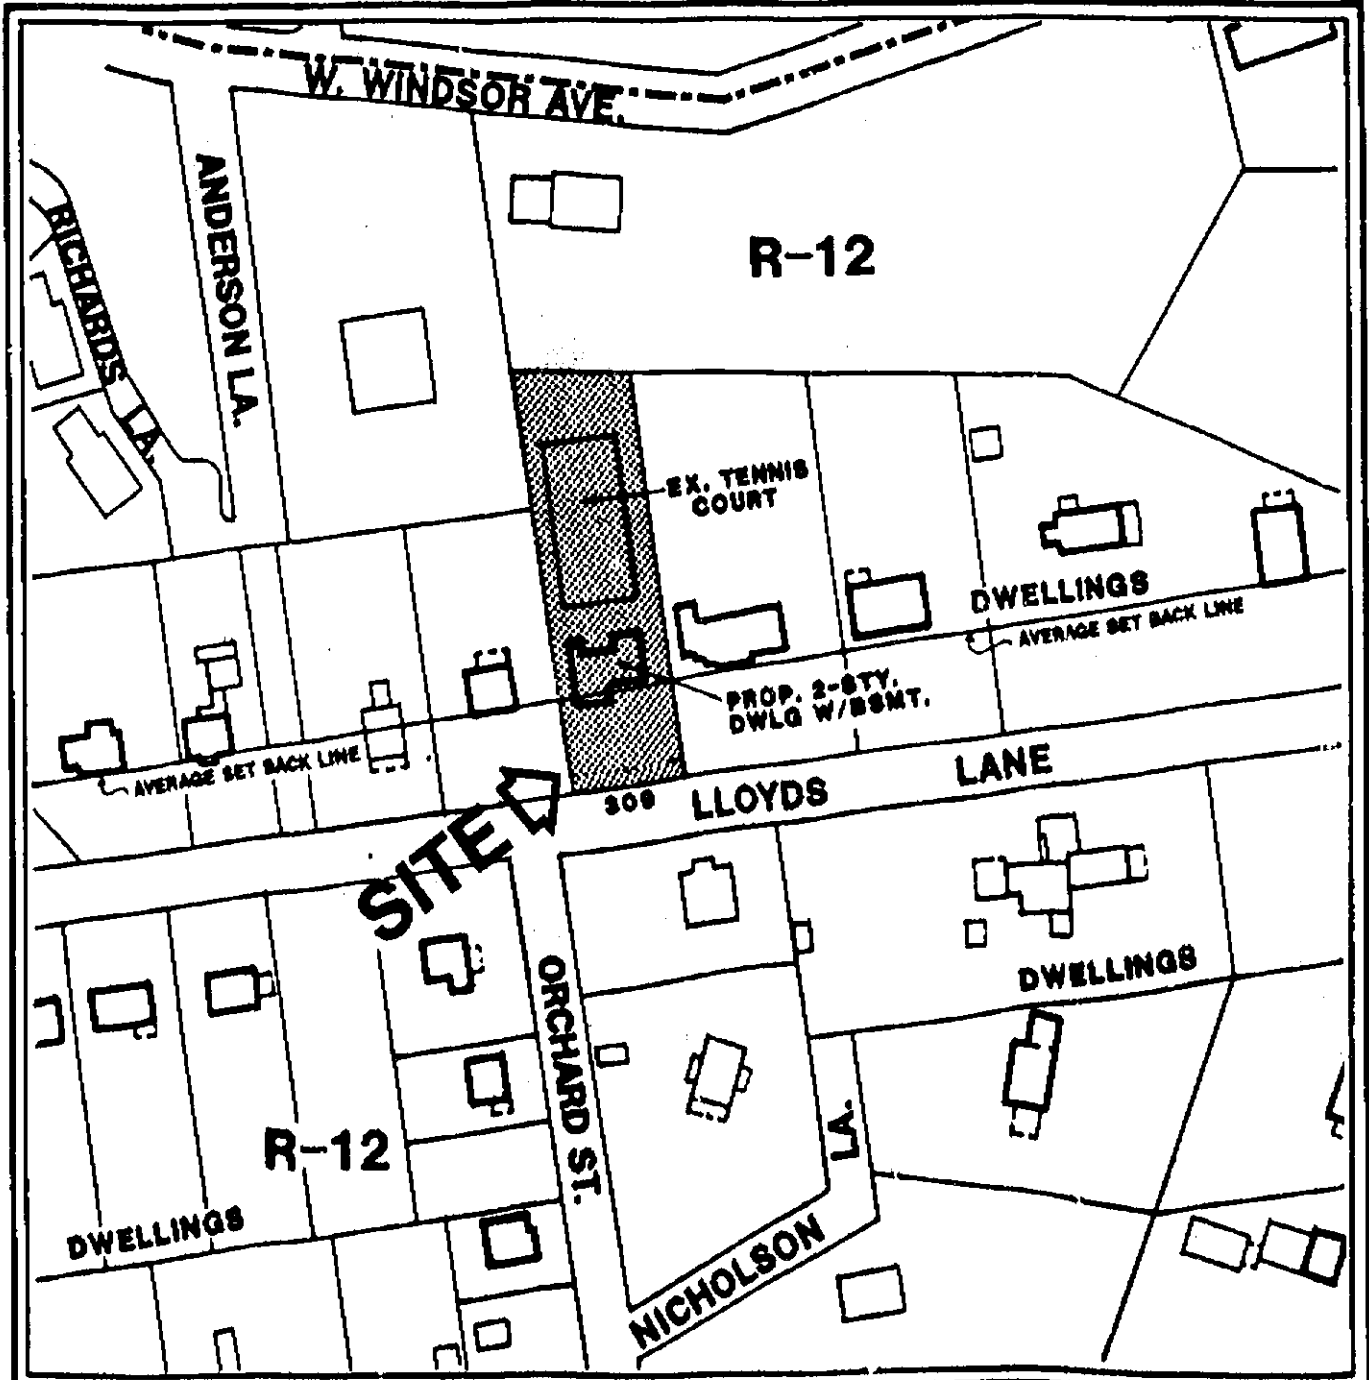 W. WINDSOR AVE.
ANDERSON LA.
RICHARDS LA.
R-12
EX. TENNIS
COURT
DWELLINGS
AVERAGE SET BACK LINE
PROP. 2-STY.
DWLG W/BSMT.
AVERAGE SET BACK LINE
309
LLOYDS LANE
SITE
DWELLINGS
ORCHARD ST.
R-12
LA.
DWELLINGS
NICHOLSON